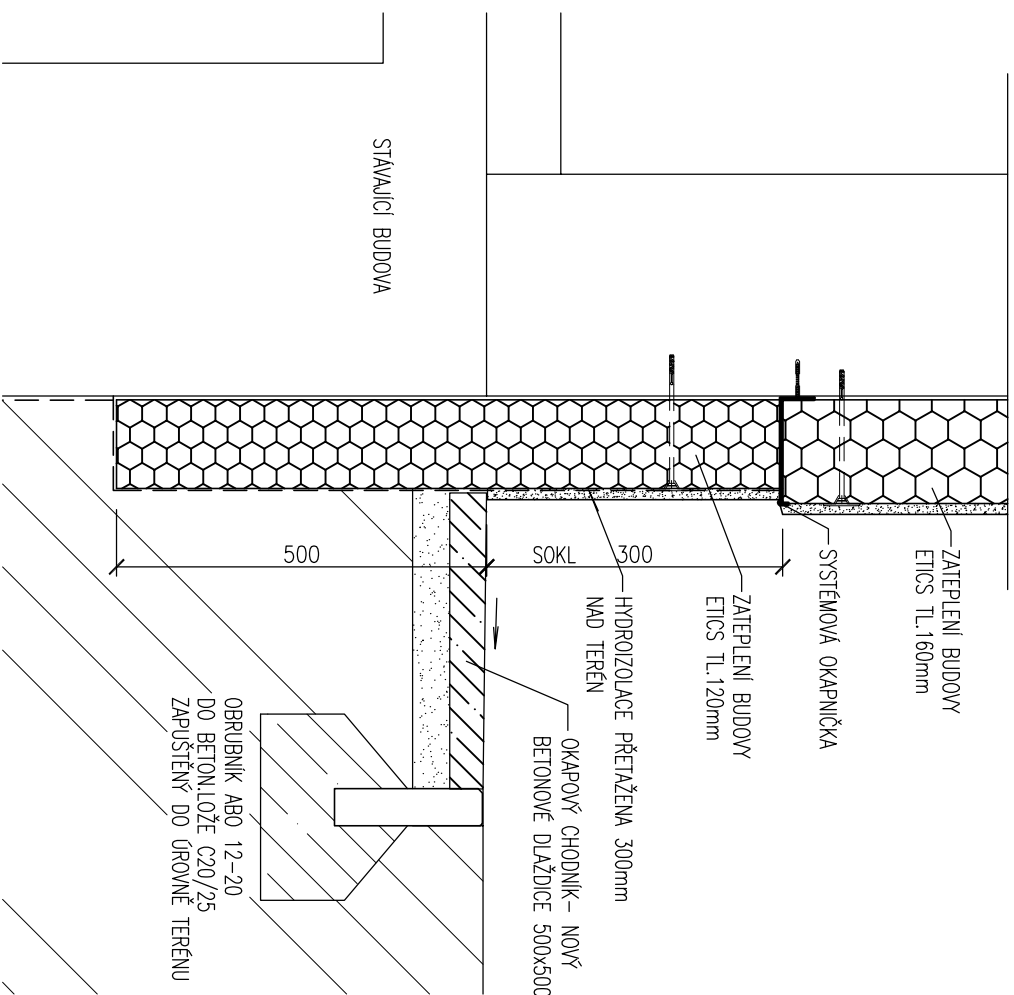 STÁVAJÍCÍ BUDOVA
ZATEPLENÍ BUDOVY
ETICS TL.160mm
SYSTÉMOVÁ OKAPNIČKA
ZATEPLENÍ BUDOVY
ETICS TL.120mm
HYDROIZOLACE PŘETAŽENA 300mm
NAD TERÉN
500
SOKL 300
OKAPOVÝ CHODNÍK– NOVÝ
BETONOVÉ DLAŽDICE 500x500
OBRUBNÍK ABO 12–20
DO BETON.LOŽE C20/25
ZAPUŠTĚNÝ DO ÚROVNĚ TERÉNU